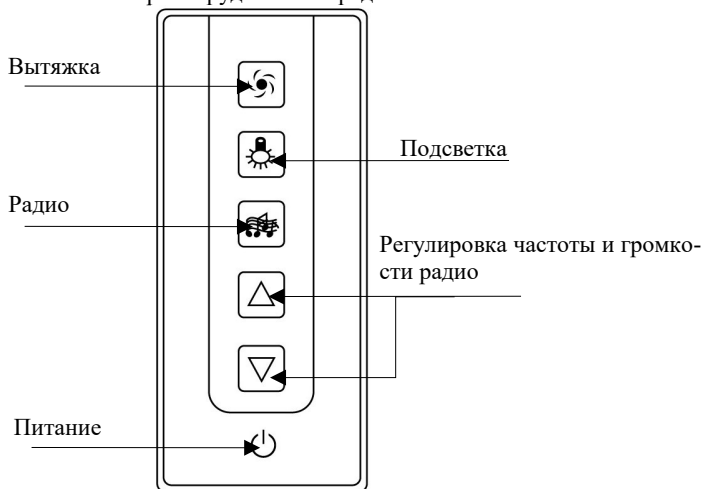 Вытяжка
Подсветка
Радио
Регулировка частоты и громко-
сти радио
Питание